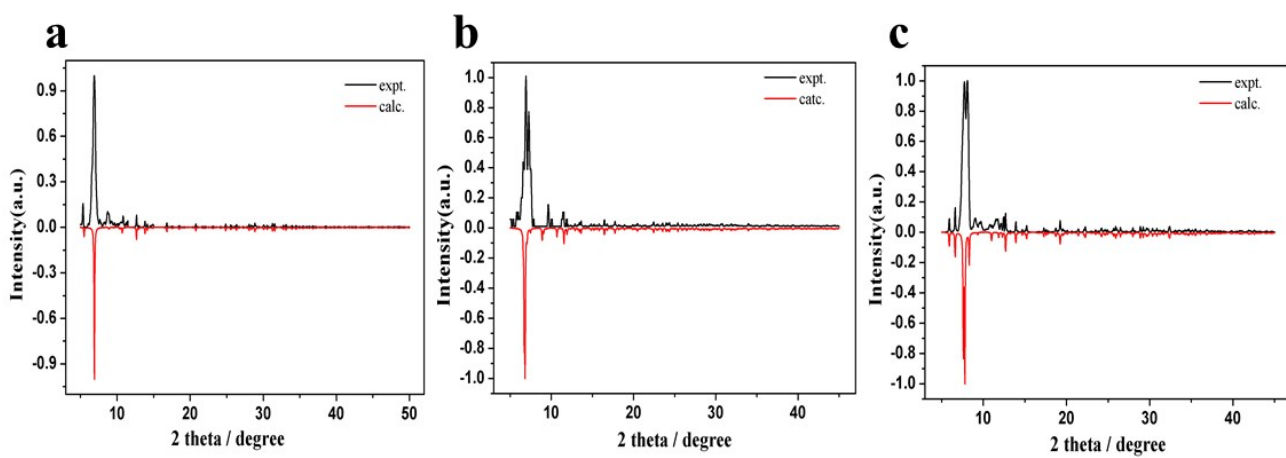 a
expt.
calc.
0.9
0.6
0.3
0.0
-0.3
-0.6
-0.9
Intensity(a.u.)
10
20
30
40
50
2 theta / degree
b
expt.
catc.
1.0
0.8
0.6
0.4
0.2
0.0
-0.2
-0.4
-0.6
-0.8
-1.0
Intensity(a.u.)
10
20
30
40
2 theta / degree
c
expt.
calc.
1.0
0.8
0.6
0.4
0.2
0.0
-0.2
-0.4
-0.6
-0.8
-1.0
Intensity(a.u.)
10
20
30
40
2 theta / degree